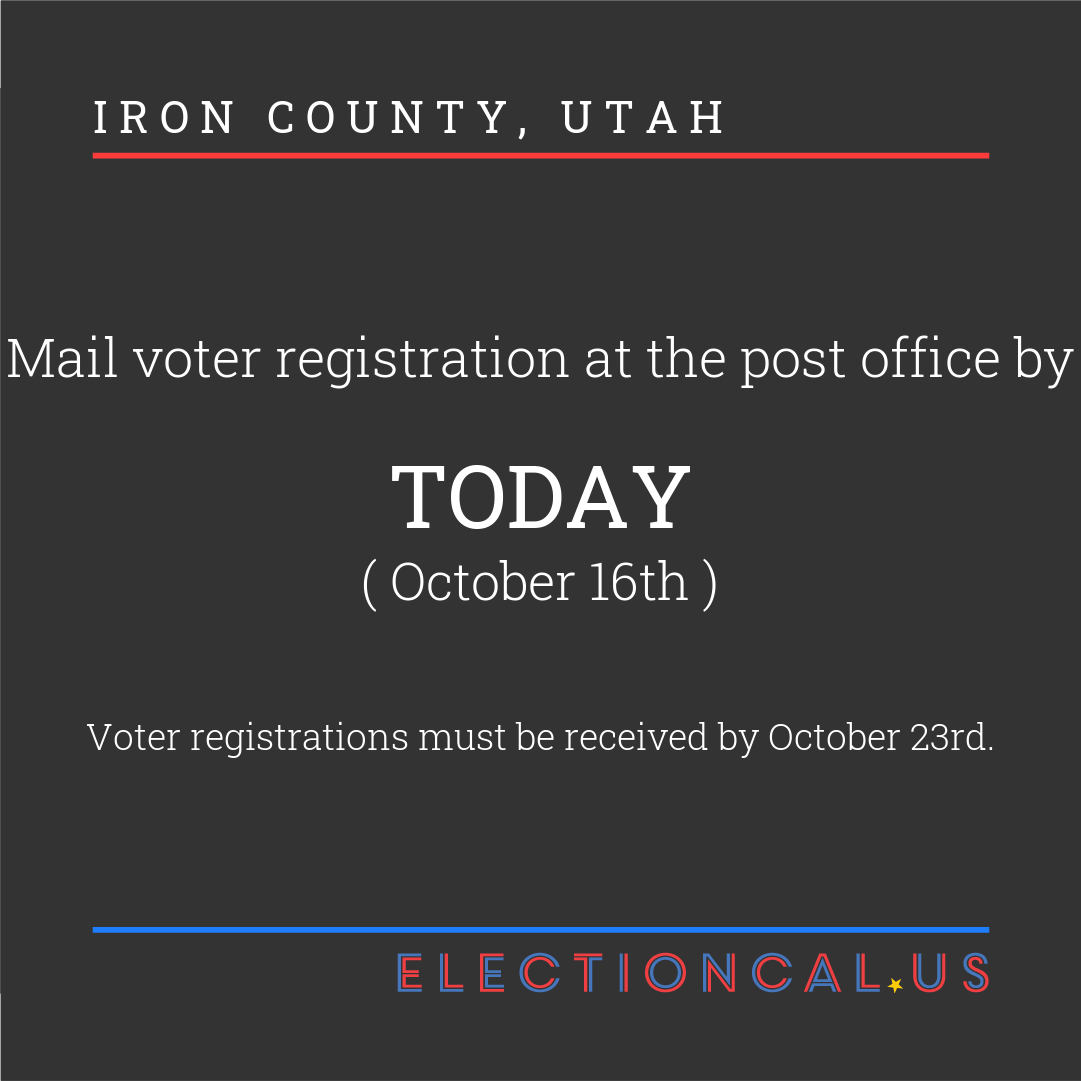 IRON COUNTY, UTAH
Mail voter registration at the post office by
TODAY
( October 16th )
Voter registrations must be received by October 23rd.
ELECTIONCAL.US